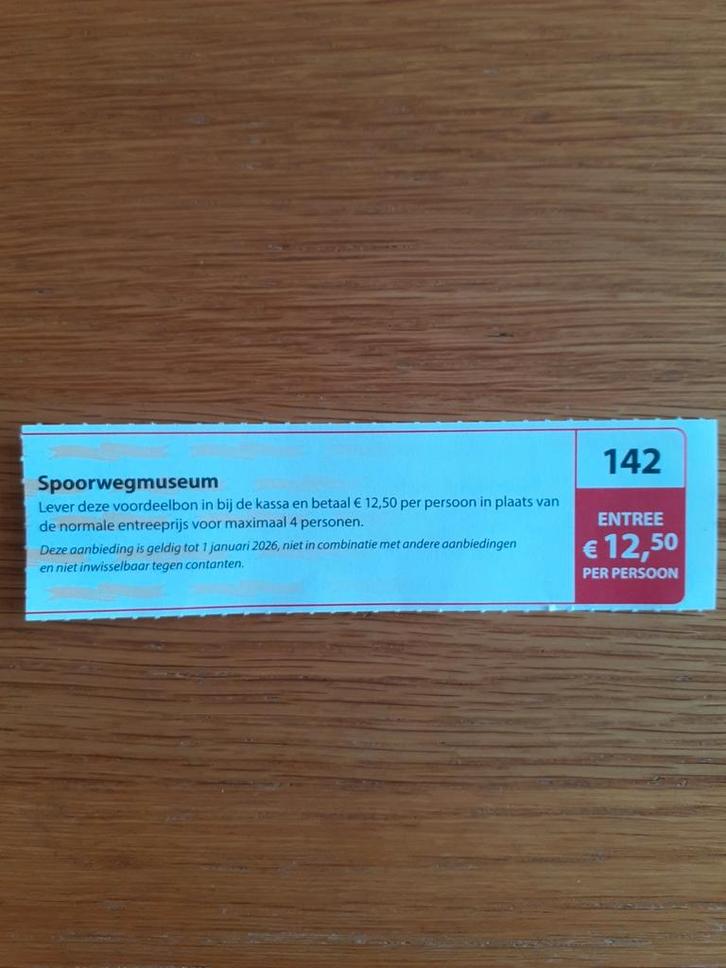 Spoorwegmuseum
Lever deze voordeelbon in bij de kassa en betaal € 12,50 per persoon in plaats van
de normale entreeprijs voor maximaal 4 personen.
Deze aanbieding is geldig tot 1 januari 2026, niet in combinatie met andere aanbiedingen
en niet inwisselbaar tegen contanten.
142
ENTREE
€ 12,50
PER PERSOON